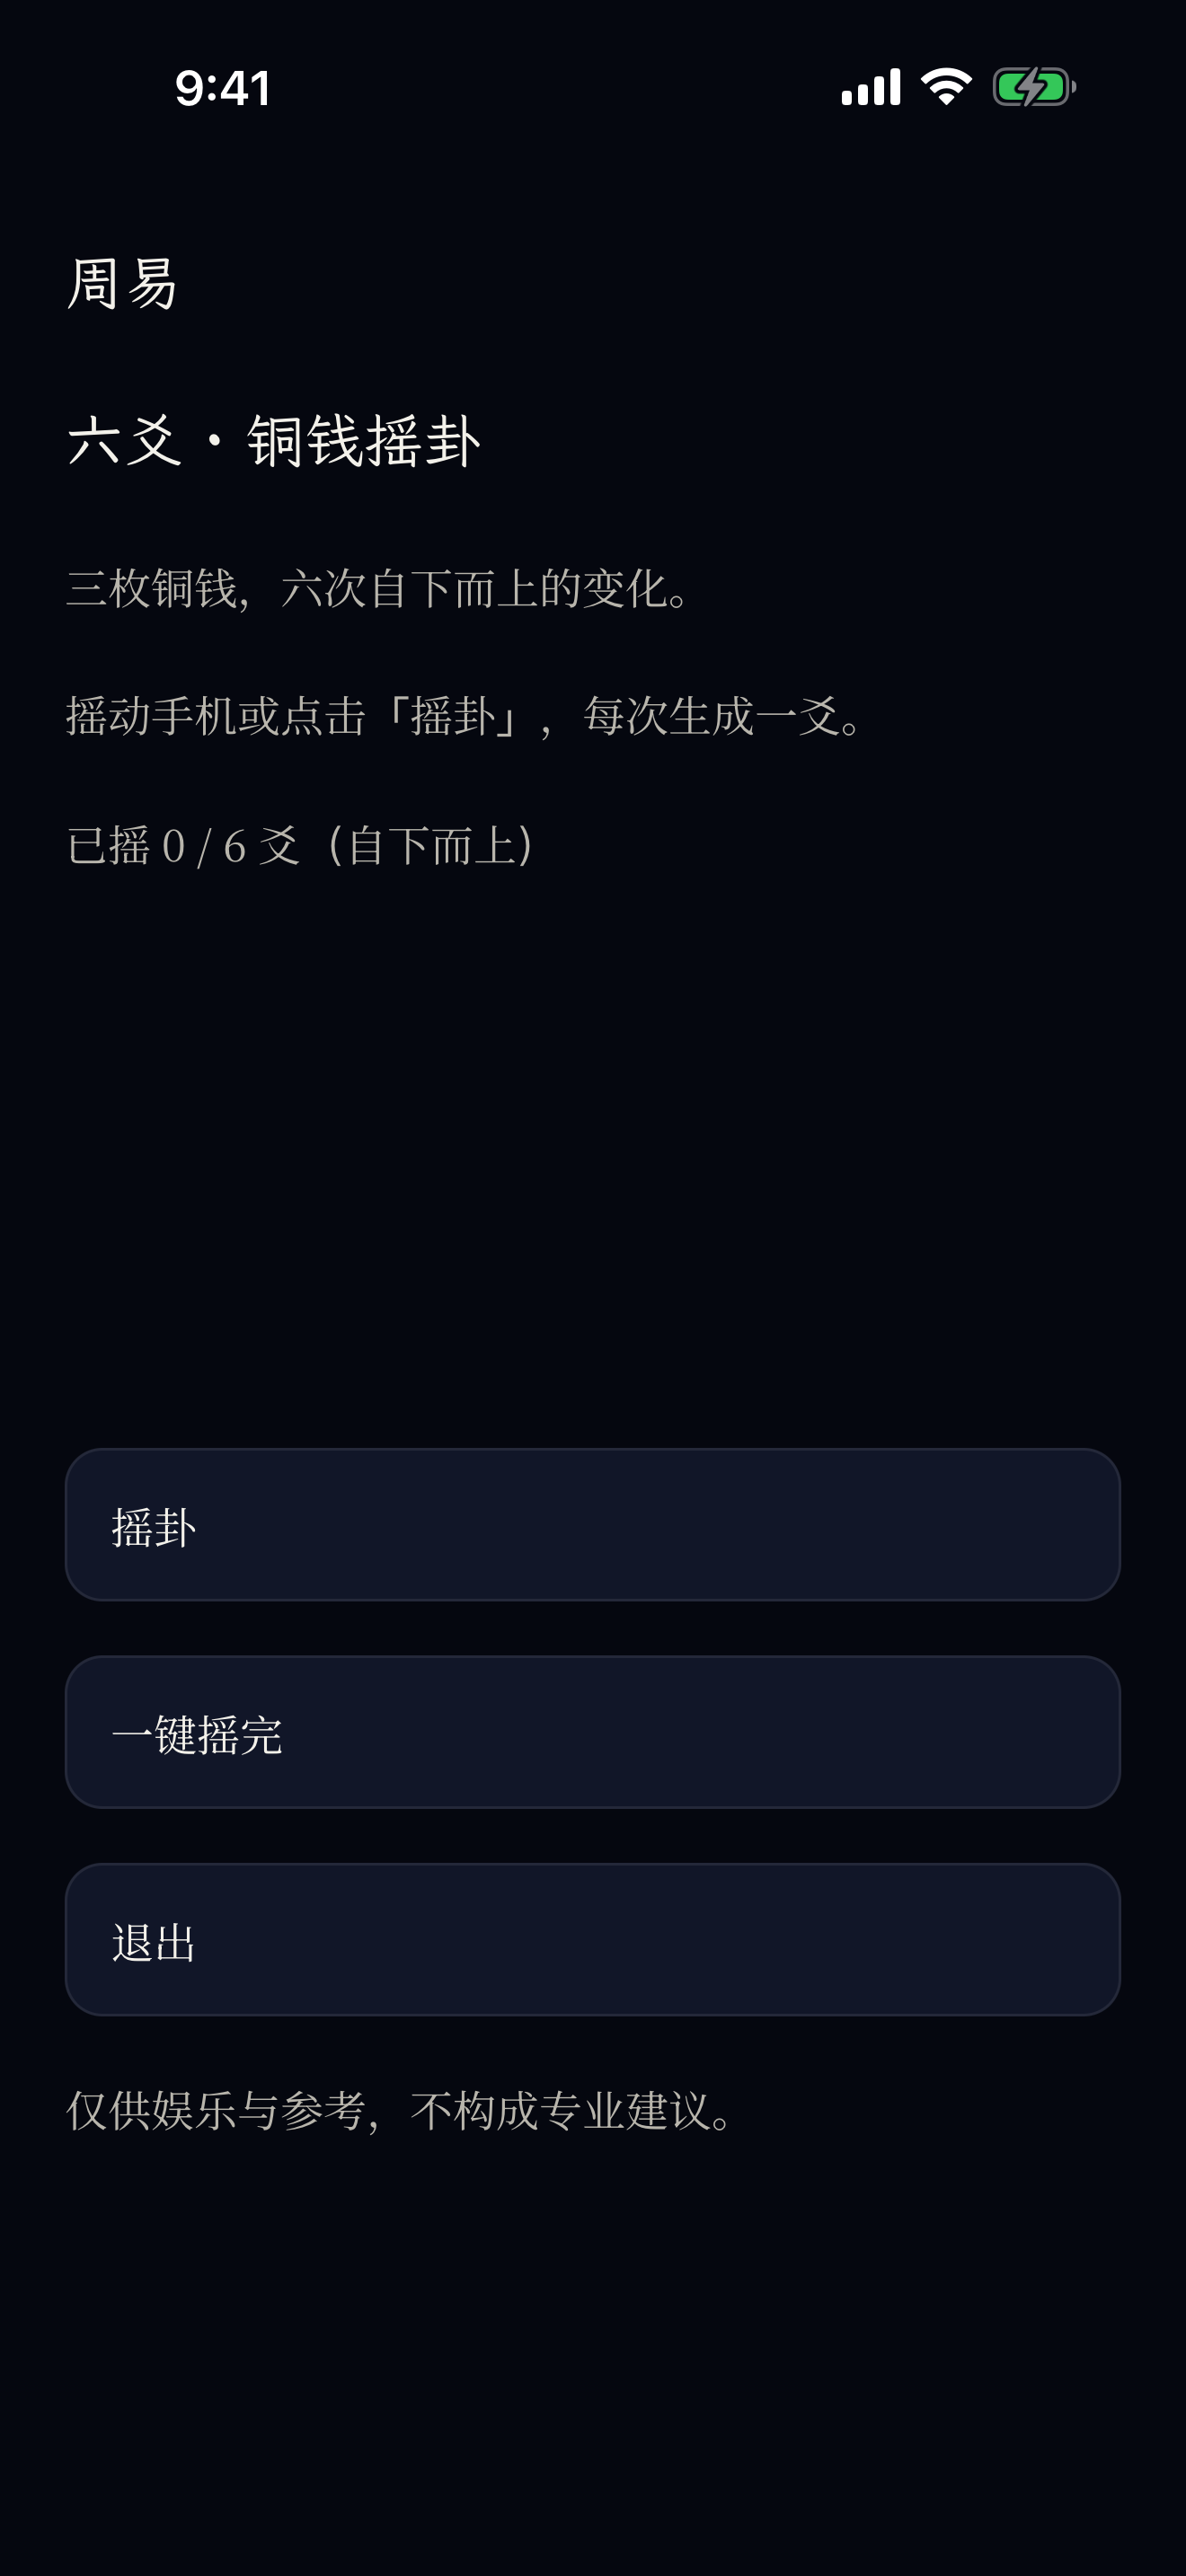 9:41
周易
六爻·铜钱摇卦
三枚铜钱，六次自下而上的变化。
摇动手机或点击「摇卦」，每次生成一爻。
已摇 0 / 6 爻（自下而上）
摇卦
一键摇完
退出
仅供娱乐与参考，不构成专业建议。